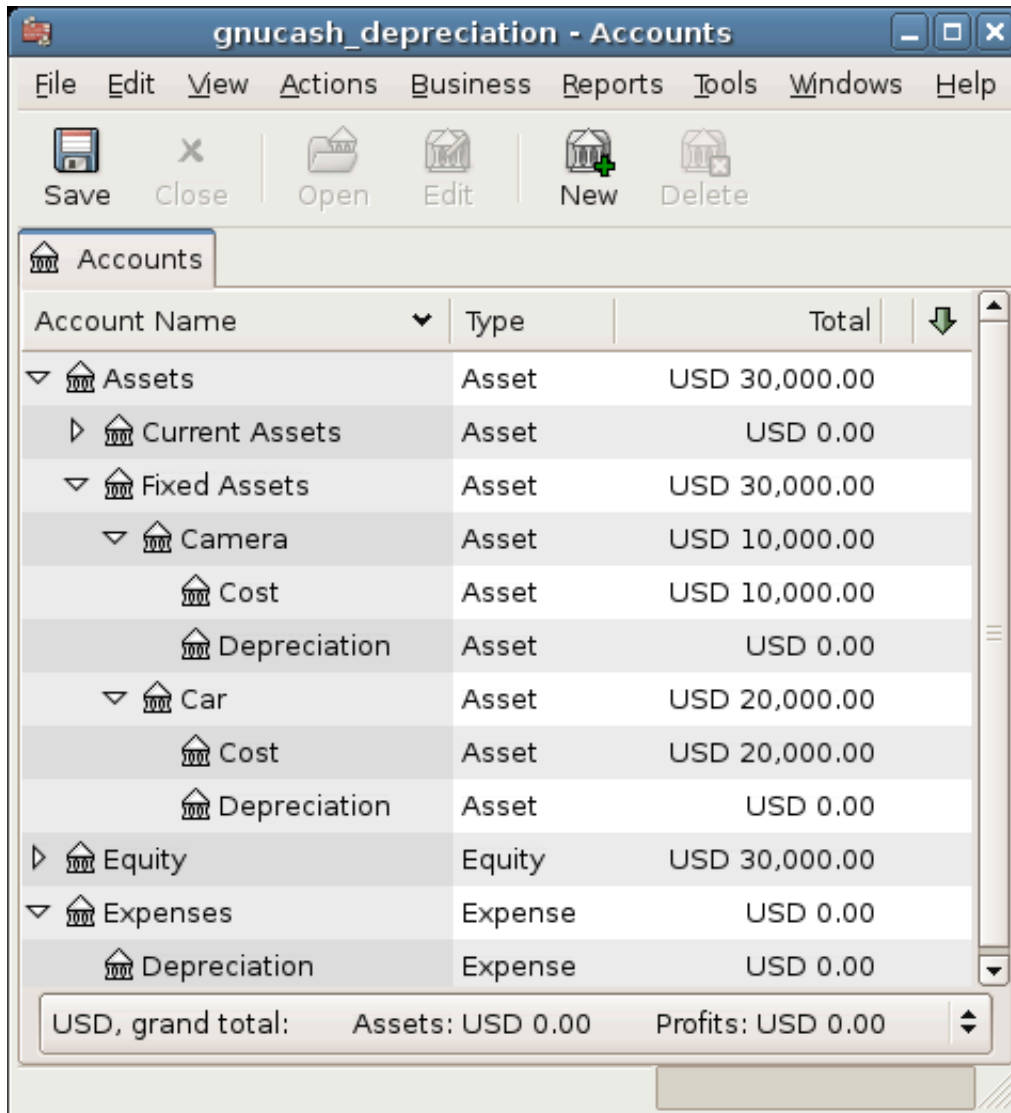 gnucash_depreciation - Accounts
File Edit View Actions Business Reports Tools Windows Help
Save Close Open Edit New Delete
Accounts
Account Name Type Total
Assets Asset USD 30,000.00
Current Assets Asset USD 0.00
Fixed Assets Asset USD 30,000.00
Camera Asset USD 10,000.00
Cost Asset USD 10,000.00
Depreciation Asset USD 0.00
Car Asset USD 20,000.00
Cost Asset USD 20,000.00
Depreciation Asset USD 0.00
Equity Equity USD 30,000.00
Expenses Expense USD 0.00
Depreciation Expense USD 0.00
USD, grand total: Assets: USD 0.00 Profits: USD 0.00